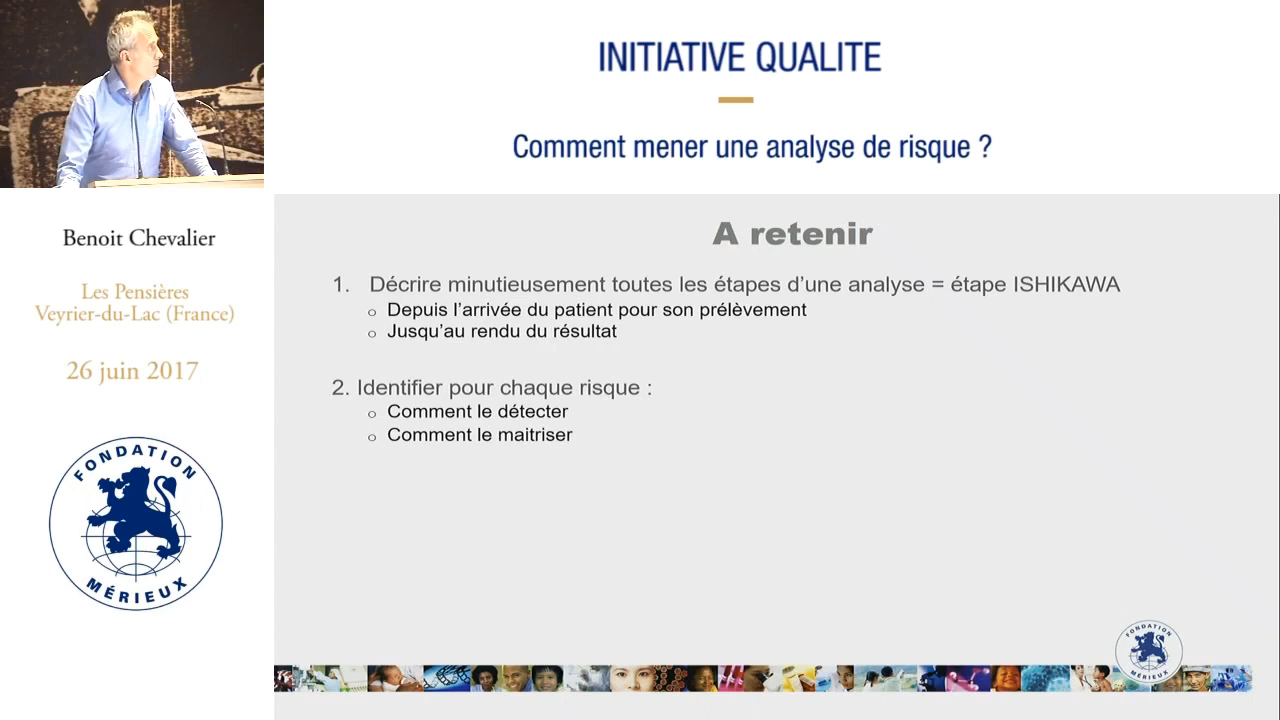 INITIATIVE QUALITE
Comment mener une analyse de risque ?
Benoit Chevalier
Les Pensières
Veyrier-du-Lac (France)
26 juin 2017
FONDATION
MÉRIEUX
A retenir
1. Décrire minutieusement toutes les étapes d’une analyse = étape ISHIKAWA
o Depuis l’arrivée du patient pour son prélèvement
o Jusqu’au rendu du résultat
2. Identifier pour chaque risque :
o Comment le détecter
o Comment le maitriser
FONDATION
MÉRIEUX